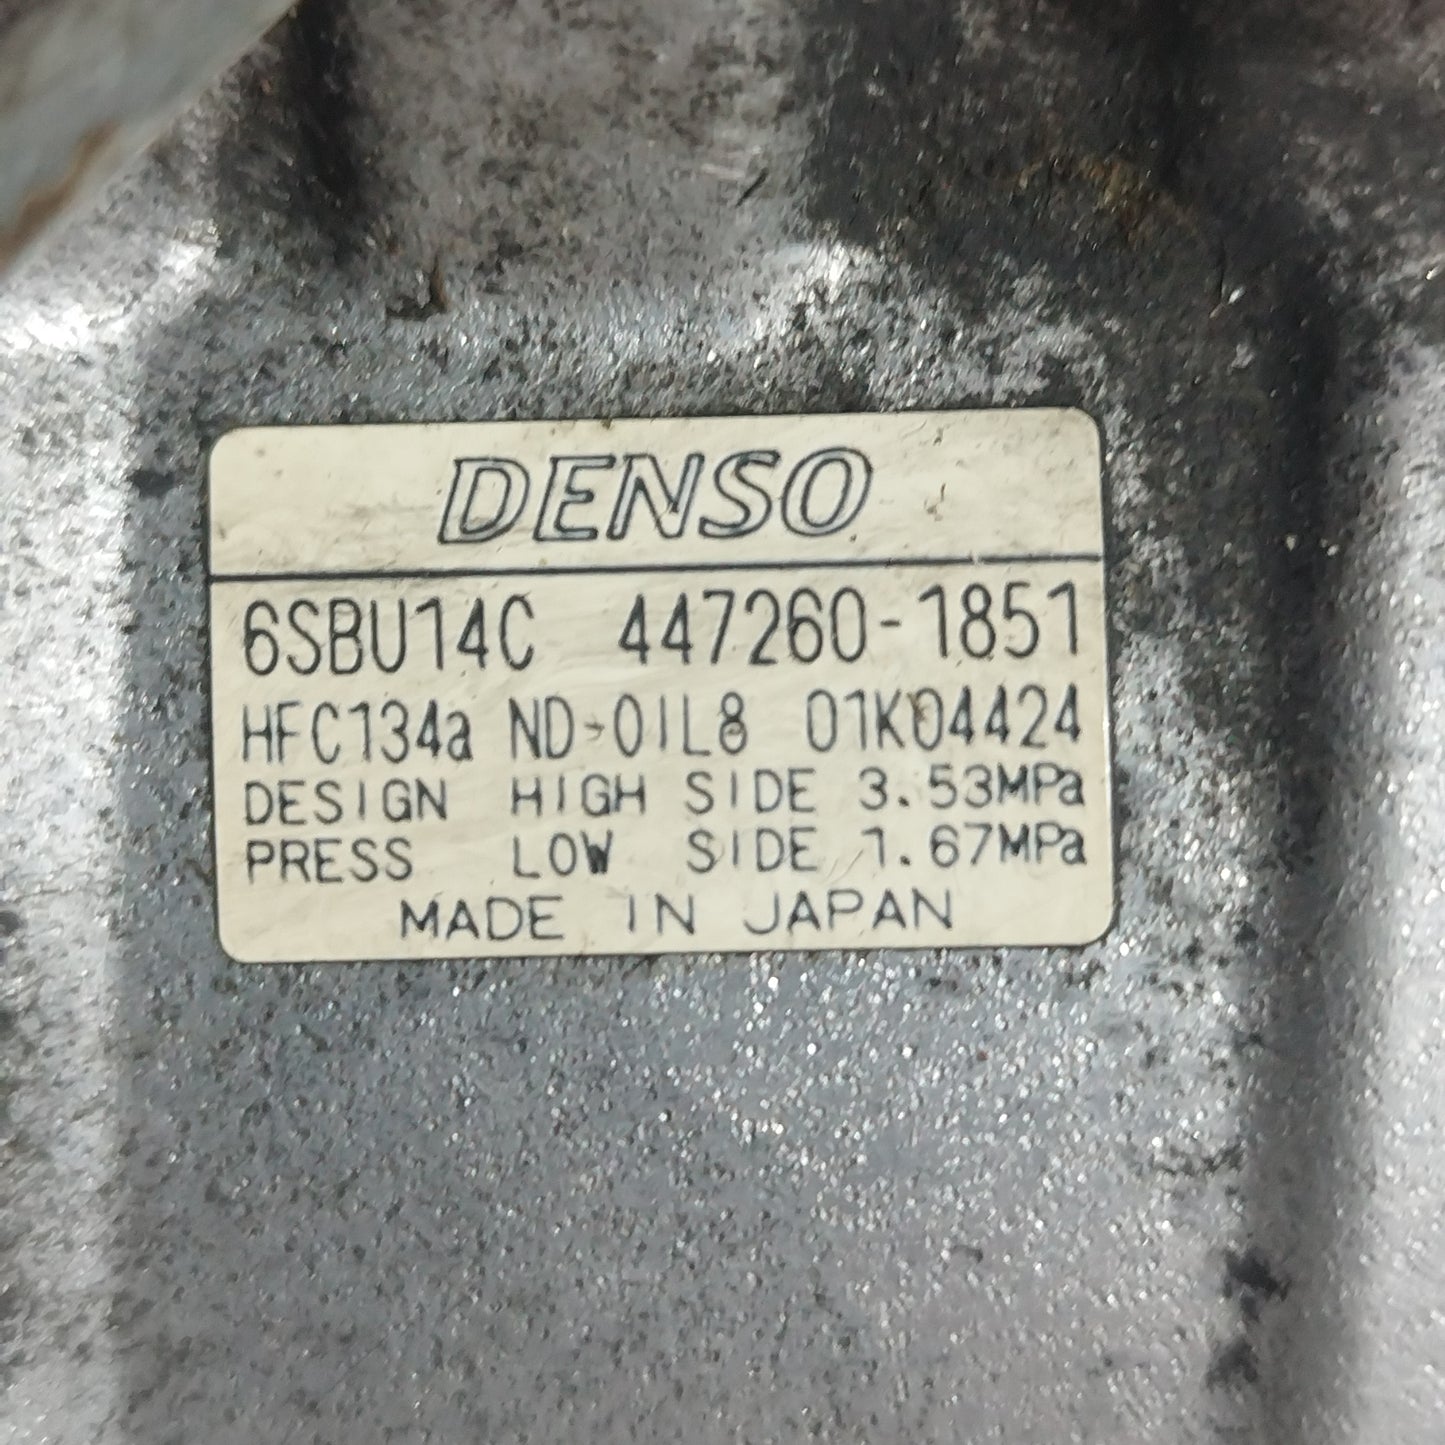 DENSO
6SBU14C 447260-1851
HFC134a ND-OIL8 01K04424
DESIGN HIGH SIDE 3.53MPa
PRESS LOW SIDE 1.67MPa
MADE IN JAPAN